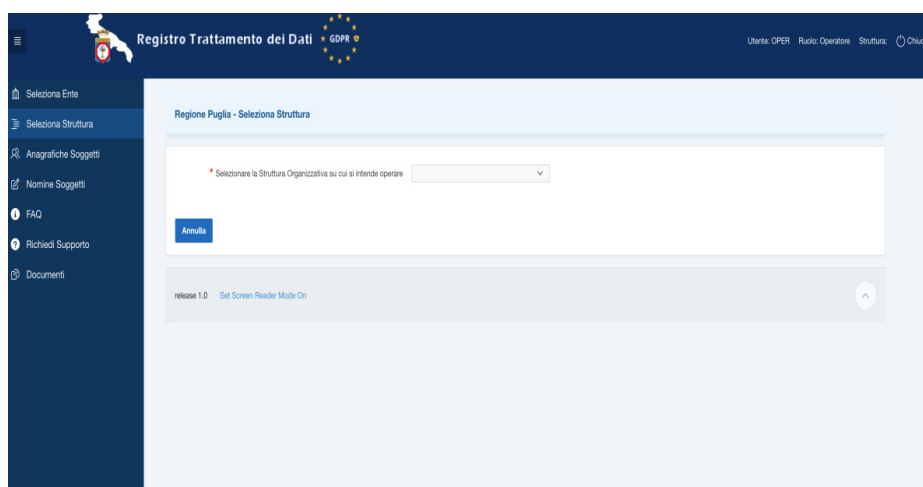 Registro Trattamento dei Dati GDPR
Utente: OPER Ruolo: Operatore Struttura: Chiud
Seleziona Ente
Seleziona Struttura
Anagrafiche Soggetti
Nomine Soggetti
FAQ
Richiedi Supporto
Documenti
Regione Puglia - Seleziona Struttura
* Selezionare la Struttura Organizzativa su cui si intende operare
Annulla
release 1.0 Set Screen Reader Mode On